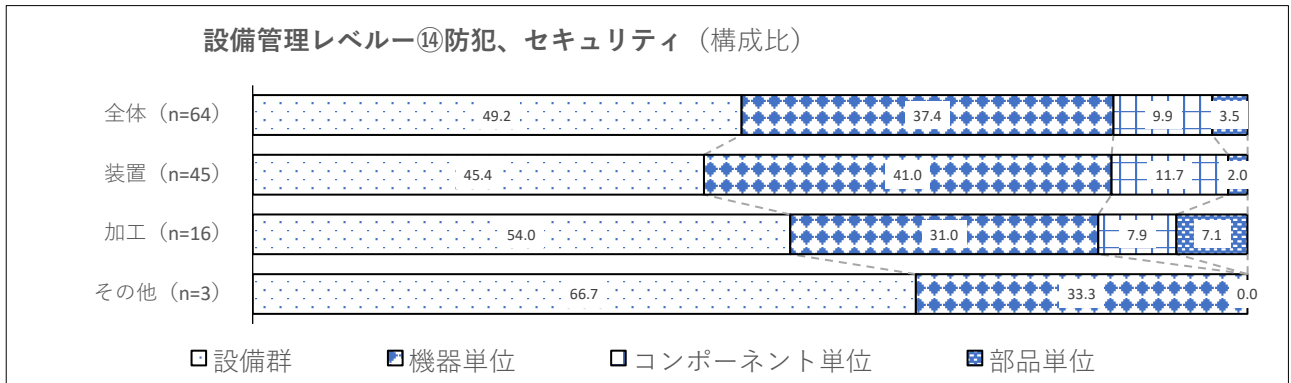 設備管理レベルー⑭防犯、セキュリティ（構成比）
全体（n=64） 49.2 37.4 9.9 3.5
装置（n=45） 45.4 41.0 11.7 2.0
加工（n=16） 54.0 31.0 7.9 7.1
その他（n=3） 66.7 33.3 0.0
設備群 機器単位 コンポーネント単位 部品単位